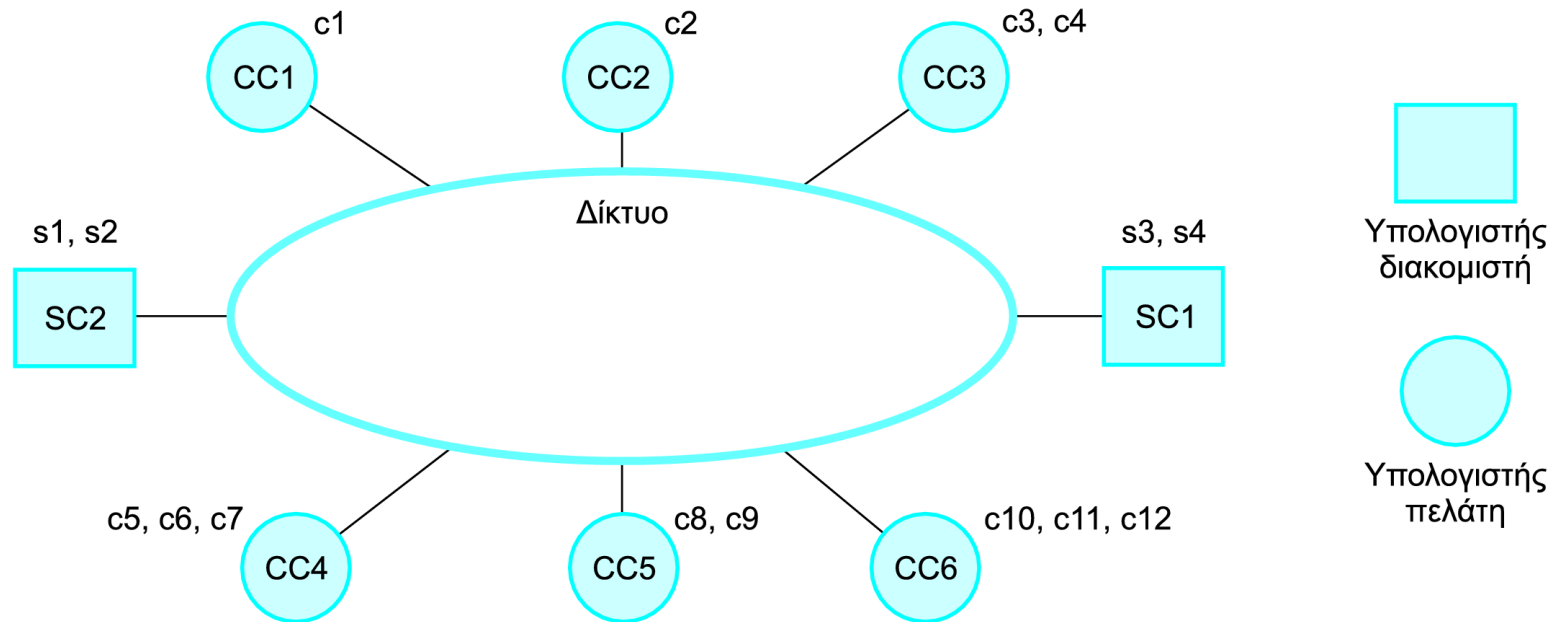 c1
CC1
c2
CC2
c3, c4
CC3
Δίκτυο
s1, s2
SC2
s3, s4
SC1
c5, c6, c7
CC4
c8, c9
CC5
c10, c11, c12
CC6
Υπολογιστής
διακομιστή
Υπολογιστής
πελάτη